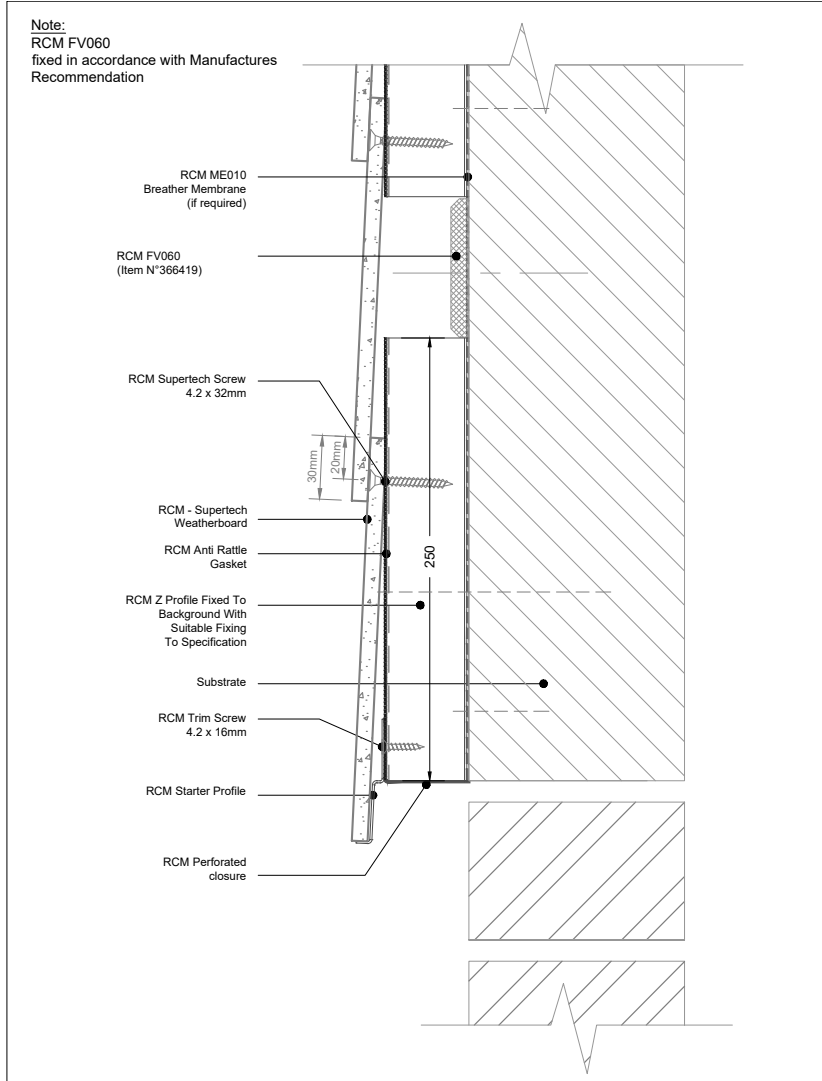 Note:
RCM FV060
fixed in accordance with Manufactures
Recommendation
RCM ME010
Breather Membrane
(if required)
RCM FV060
(Item N°366419)
RCM Supertech Screw
4.2 x 32mm
30mm
20mm
RCM - Supertech
Weatherboard
RCM Anti Rattle
Gasket
250
RCM Z Profile Fixed To
Background With
Suitable Fixing
To Specification
Substrate
RCM Trim Screw
4.2 x 16mm
RCM Starter Profile
RCM Perforated
closure